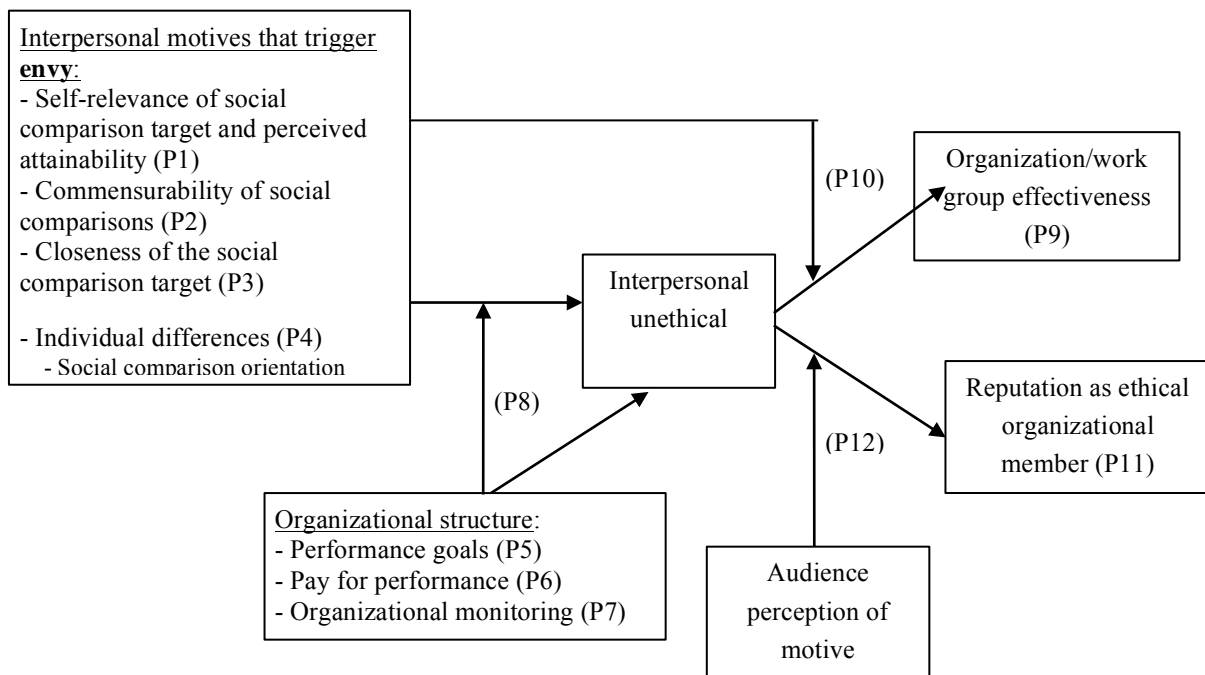 Interpersonal motives that trigger
envy:
- Self-relevance of social
comparison target and perceived
attainability (P1)
- Commensurability of social
comparisons (P2)
- Closeness of the social
comparison target (P3)
- Individual differences (P4)
- Social comparison orientation
(P10)
Organization/work
group effectiveness
(P9)
Interpersonal
unethical
(P8)
(P12)
Reputation as ethical
organizational
member (P11)
Organizational structure:
- Performance goals (P5)
- Pay for performance (P6)
- Organizational monitoring (P7)
Audience
perception of
motive